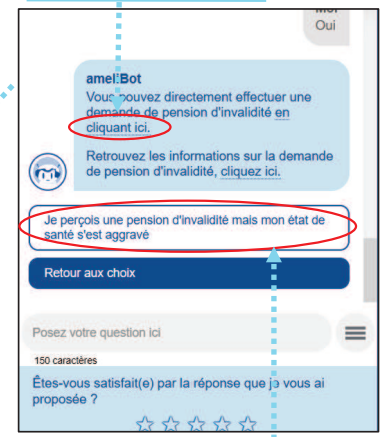 Moi
Oui
ameliBot
Vous pouvez directement effectuer une
demande de pension d'invalidité en
cliquant ici.
Retrouvez les informations sur la demande
de pension d'invalidité, cliquez ici.
Je perçois une pension d'invalidité mais mon état de
santé s'est aggravé
Retour aux choix
Posez votre question ici
150 caractères
Êtes-vous satisfait(e) par la réponse que je vous ai
proposée ?